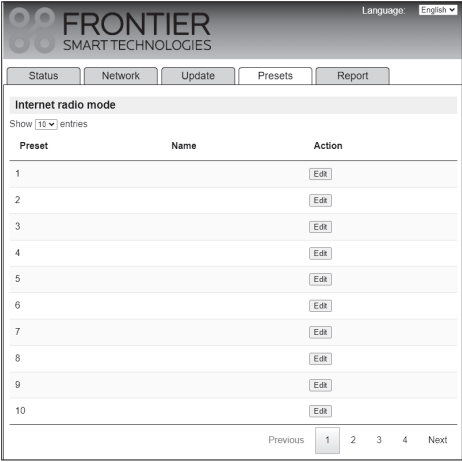 FRONTIER
SMART TECHNOLOGIES
Language: English
Status Network Update Presets Report
Internet radio mode
Show 10 entries
Preset Name Action
1 Edit
2 Edit
3 Edit
4 Edit
5 Edit
6 Edit
7 Edit
8 Edit
9 Edit
10 Edit
Previous 1 2 3 4 Next